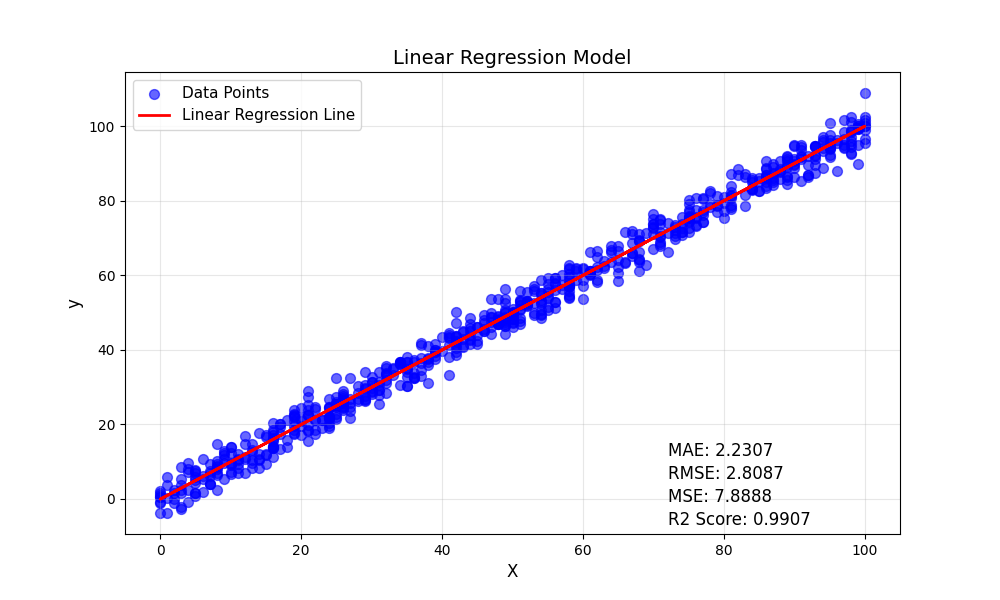 Linear Regression Model
Data Points
Linear Regression Line
100
80
60
40
20
0
y
MAE: 2.2307
RMSE: 2.8087
MSE: 7.8888
R2 Score: 0.9907
0 20 40 60 80 100
X